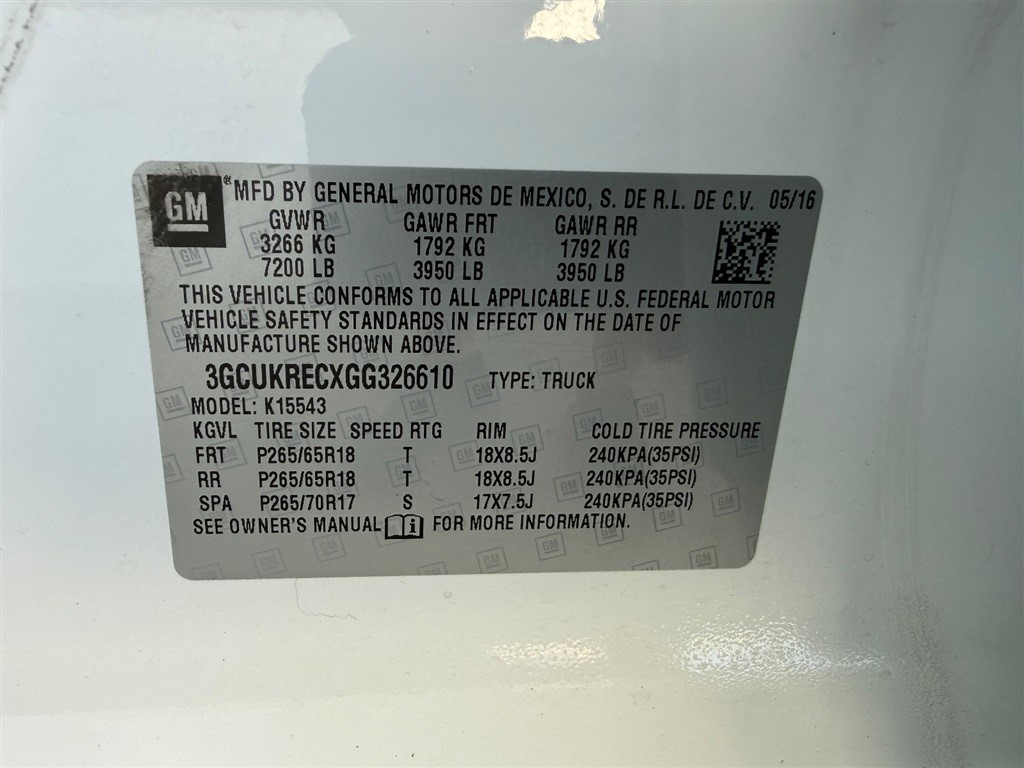 GM ® MFD BY GENERAL MOTORS DE MEXICO, S. DE R.L. DE C.V. 05/16
GVWR GAWR FRT GAWR RR
3266 KG 1792 KG 1792 KG
7200 LB 3950 LB 3950 LB
THIS VEHICLE CONFORMS TO ALL APPLICABLE U.S. FEDERAL MOTOR
VEHICLE SAFETY STANDARDS IN EFFECT ON THE DATE OF
MANUFACTURE SHOWN ABOVE.
3GCUKRECXGG326610 TYPE: TRUCK
MODEL: K15543
KGVL TIRE SIZE SPEED RTG RIM COLD TIRE PRESSURE
FRT P265/65R18 T 18X8.5J 240KPA(35PSI)
RR P265/65R18 T 18X8.5J 240KPA(35PSI)
SPA P265/70R17 S 17X7.5J 240KPA(35PSI)
SEE OWNER'S MANUAL i FOR MORE INFORMATION.